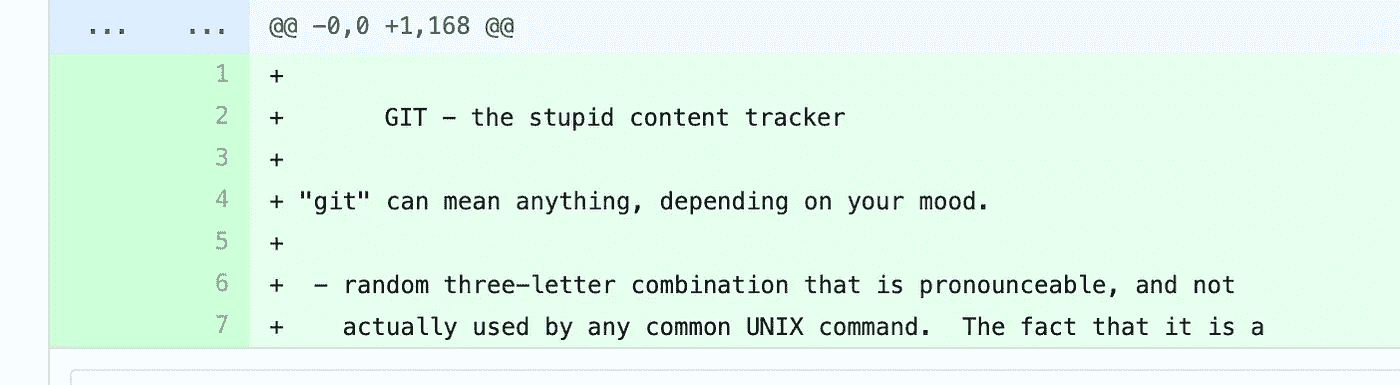 ... ... @@ -0,0 +1,168 @@
1 +
2 + GIT - the stupid content tracker
3 +
4 + "git" can mean anything, depending on your mood.
5 +
6 + - random three-letter combination that is pronounceable, and not
7 + actually used by any common UNIX command.  The fact that it is a